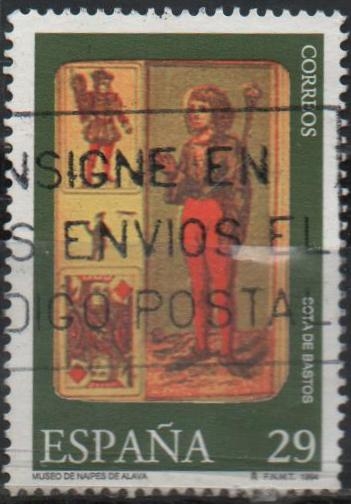 CORREOS
NSIGNE EN
S ENVIOS EL
DIGO POSTAL
SOTA DE BASTOS
ESPAÑA 29
MUSEO DE NAIPES DE ALAVA F.N.M.T. 1994